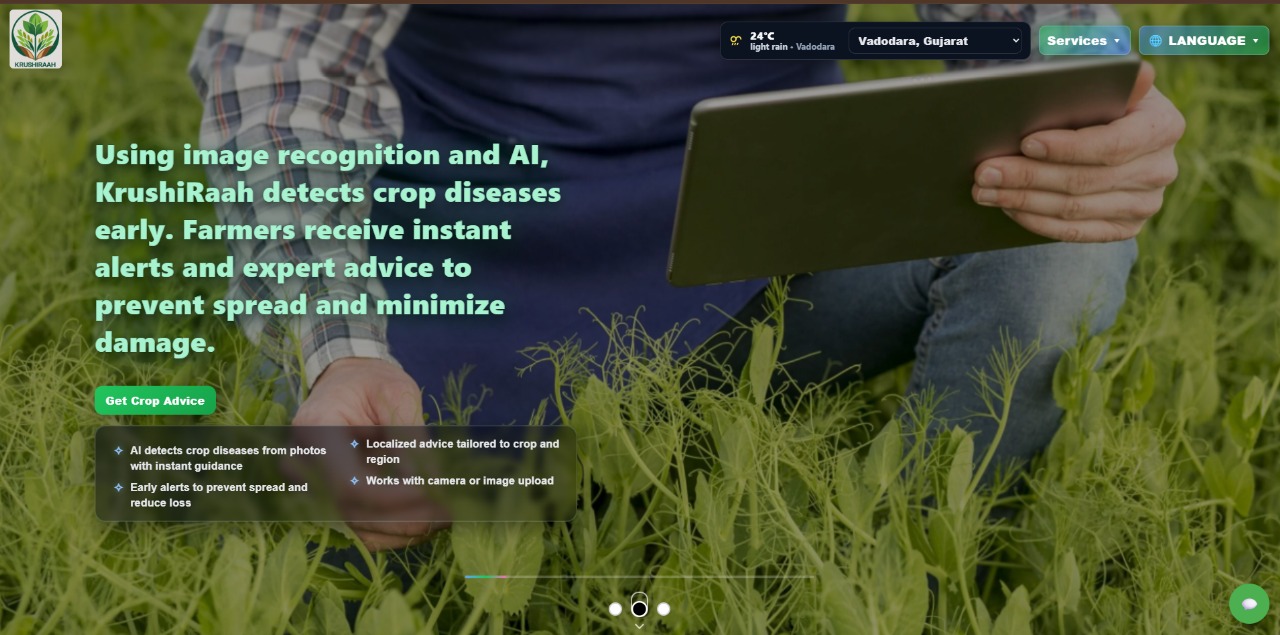 KRUSHIRAAH
24°C
light rain - Vadodara
Vadodara, Gujarat
Services
LANGUAGE
Using image recognition and AI,
KrushiRaah detects crop diseases
early. Farmers receive instant
alerts and expert advice to
prevent spread and minimize
damage.
Get Crop Advice
AI detects crop diseases from photos
with instant guidance
Early alerts to prevent spread and
reduce loss
Localized advice tailored to crop and
region
Works with camera or image upload